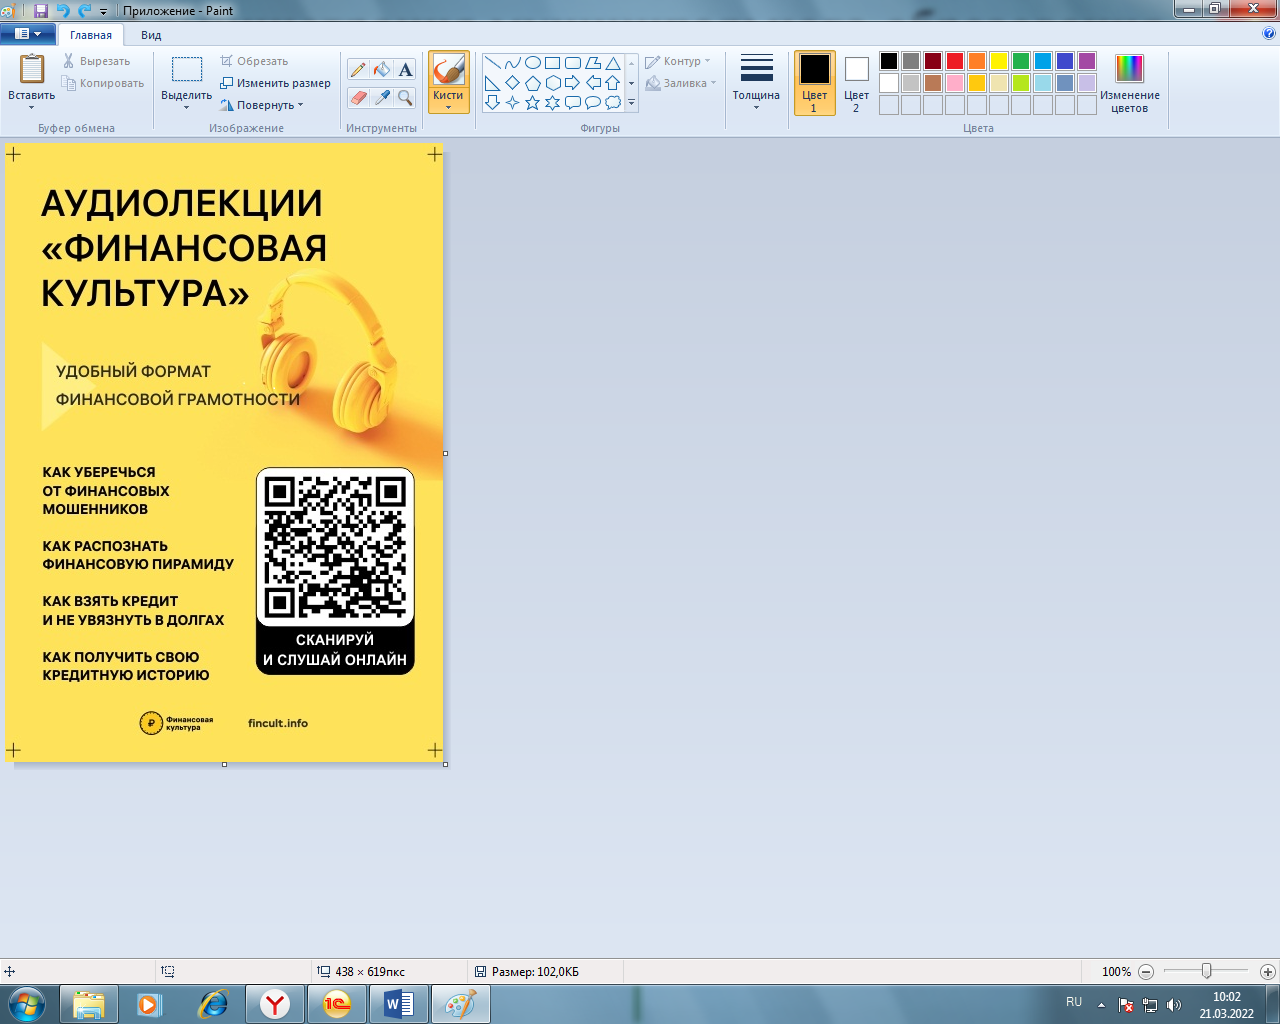 Приложение - Paint
Главная
Вид
Вставить
Вырезать
Копировать
Буфер обмена
Выделить
Обрезать
Изменить размер
Повернуть
Изображение
A
Инструменты
Кисти
Контур
Заливка
Фигуры
Толщина
Цвет
1
Цвет
2
Изменение
цветов
Цвета
АУДИОЛЕКЦИИ
«ФИНАНСОВАЯ
КУЛЬТУРА»
УДОБНЫЙ ФОРМАТ
ФИНАНСОВОЙ ГРАМОТНОСТИ
КАК УБЕРЕЧЬСЯ
ОТ ФИНАНСОВЫХ
МОШЕННИКОВ
КАК РАСПОЗНАТЬ
ФИНАНСОВУЮ ПИРАМИДУ
КАК ВЗЯТЬ КРЕДИТ
И НЕ УВЯЗНУТЬ В ДОЛГАХ
КАК ПОЛУЧИТЬ СВОЮ
КРЕДИТНУЮ ИСТОРИЮ
СКАНИРУЙ
И СЛУШАЙ ОНЛАЙН
₽
Финансовая
культура
fincult.info
438 × 619пкс
Размер: 102,0КБ
100%
RU
10:02
21.03.2022